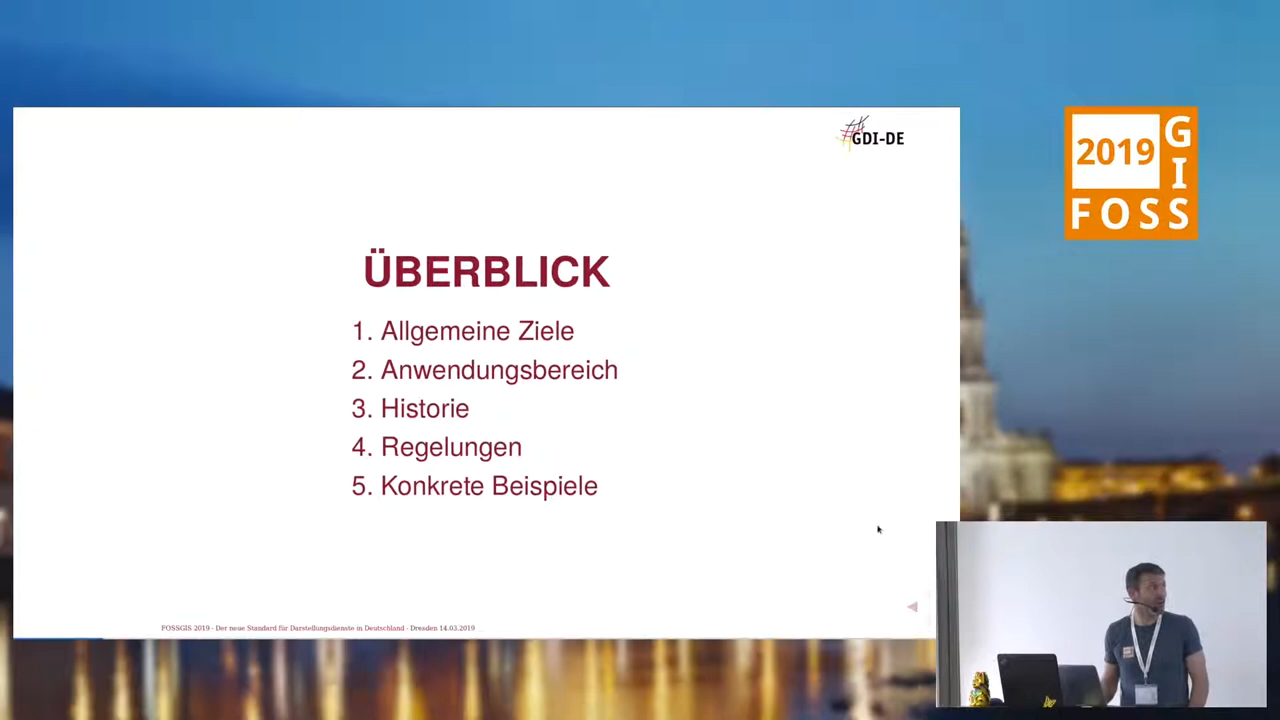 GDI-DE
2019 G
I
FOSS
ÜBERBLICK
1. Allgemeine Ziele
2. Anwendungsbereich
3. Historie
4. Regelungen
5. Konkrete Beispiele
FOSSGIS 2019 - Der neue Standard für Darstellungsdienste in Deutschland - Dresden 14.03.2019